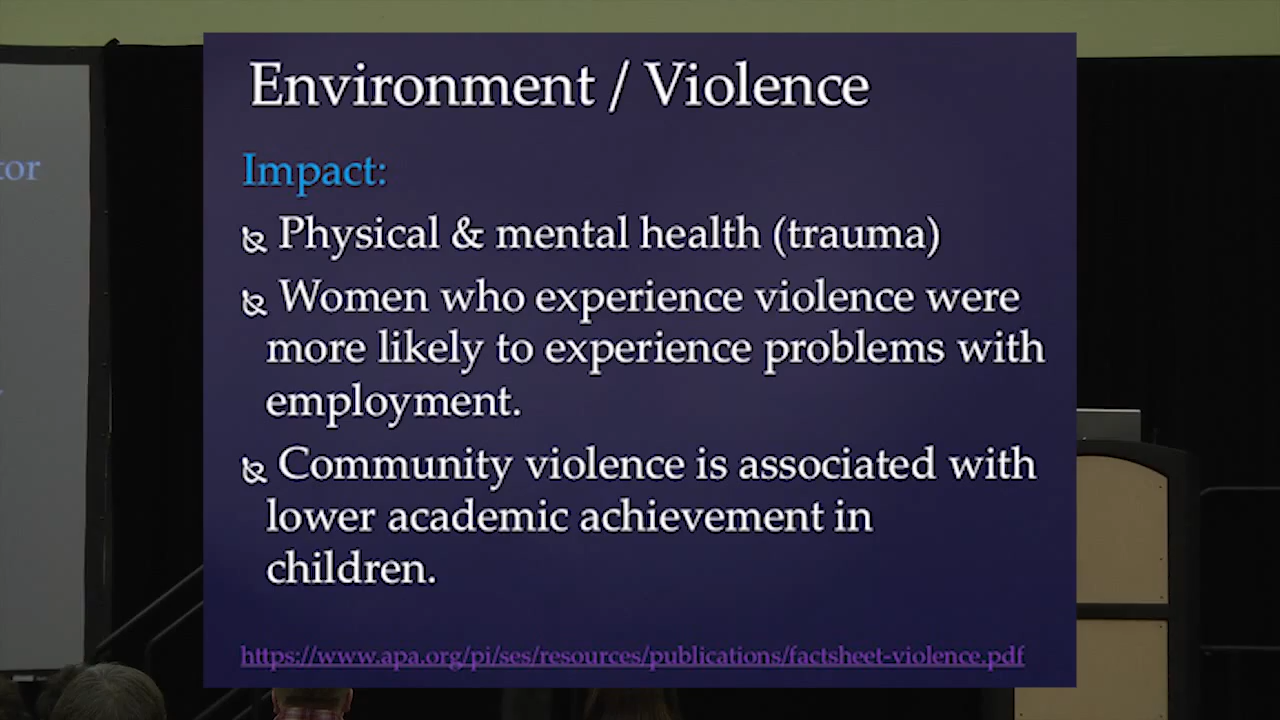 Environment / Violence
Impact:
Physical & mental health (trauma)
Women who experience violence were
more likely to experience problems with
employment.
Community violence is associated with
lower academic achievement in
children.
https://www.apa.org/pi/ses/resources/publications/factsheet-violence.pdf